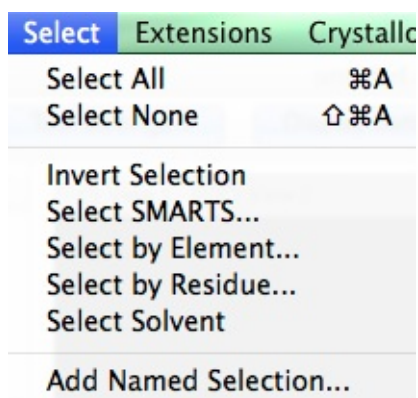 Select Extensions Crystallo
Select All ⌘A
Select None ⇧⌘A
Invert Selection
Select SMARTS...
Select by Element...
Select by Residue...
Select Solvent
Add Named Selection...